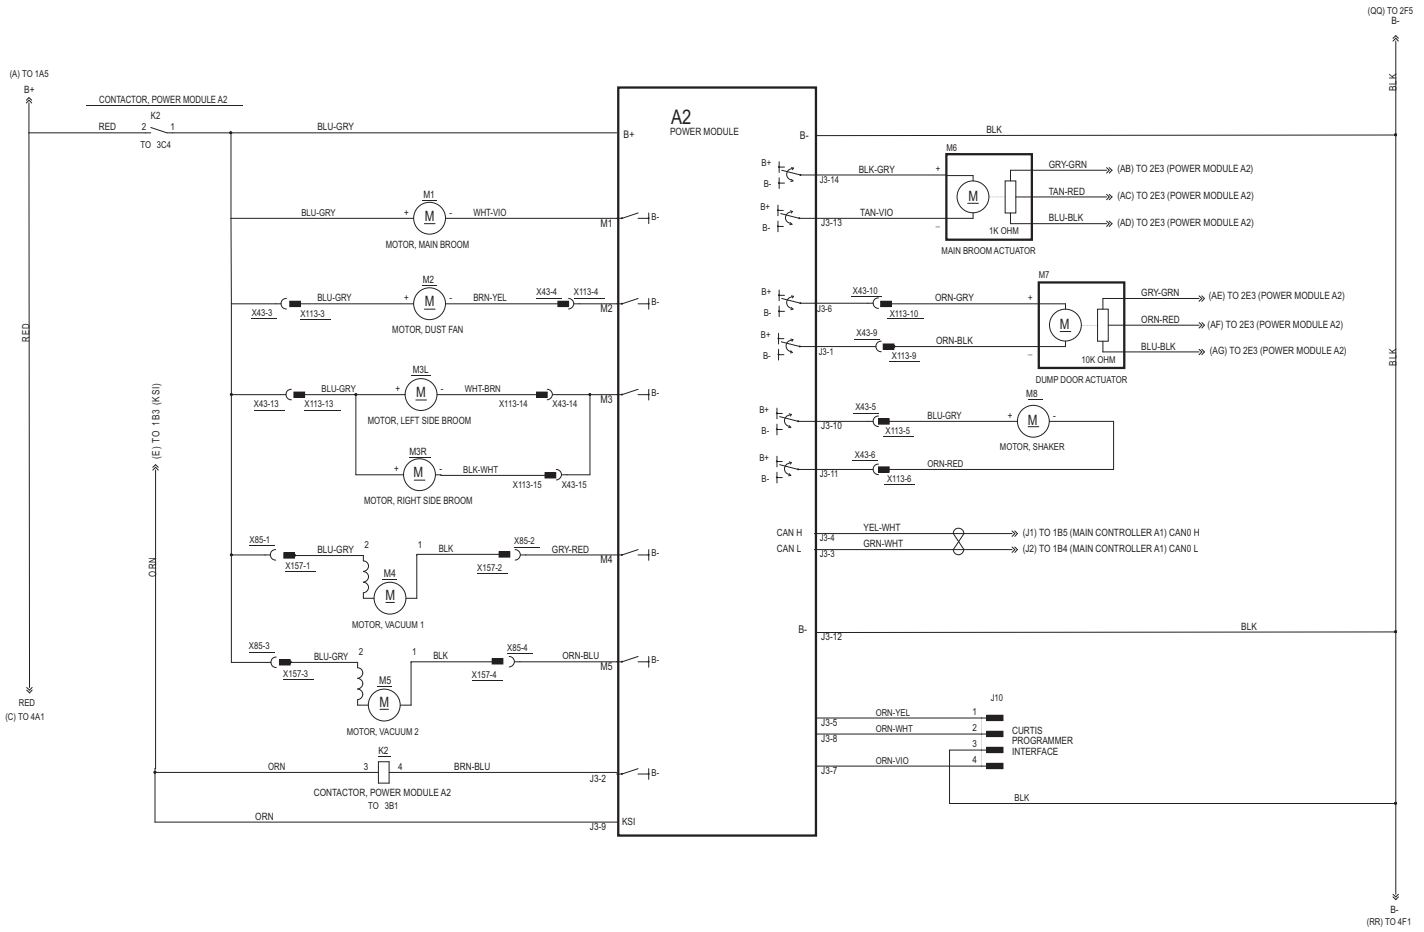 (QQ) TO 2F5
B-
BLK
(A) TO 1A5
B+
CONTACTOR, POWER MODULE A2
K2
RED 2 1 BLU-GRY
TO 3C4
A2
POWER MODULE
B+
B- BLK
RED
BLK
M1
BLU-GRY + M - WHT-VIO M1 B-
MOTOR, MAIN BROOM
M2
BLU-GRY + M - BRN-YEL X43-4 X113-4 M2 B-
X43-3 X113-3
MOTOR, DUST FAN
M3L
BLU-GRY + M - WHT-BRN M3 B-
X43-13 X113-13 X113-14 X43-14
MOTOR, LEFT SIDE BROOM
M3R
+ M - BLK-WHT
X113-15 X43-15
MOTOR, RIGHT SIDE BROOM
(E) TO 1B3 (KSI)
ORN
X85-1 BLU-GRY 2 1 BLK X85-2 GRY-RED M4 B-
X157-1 X157-2
M4
M
MOTOR, VACUUM 1
X85-3 BLU-GRY 2 1 BLK X85-4 ORN-BLU M5 B-
X157-3 X157-4
M5
M
MOTOR, VACUUM 2
RED
(C) TO 4A1
K2
ORN 3 4 BRN-BLU J3-2 B-
CONTACTOR, POWER MODULE A2
TO 3B1
ORN J3-9 KSI
M6
B+
B- J3-14 BLK-GRY + GRY-GRN (AB) TO 2E3 (POWER MODULE A2)
M TAN-RED (AC) TO 2E3 (POWER MODULE A2)
B+
B- J3-13 TAN-VIO – BLU-BLK (AD) TO 2E3 (POWER MODULE A2)
1K OHM
MAIN BROOM ACTUATOR
M7
B+
B- J3-6 X43-10 X113-10 ORN-GRY + GRY-GRN (AE) TO 2E3 (POWER MODULE A2)
M ORN-RED (AF) TO 2E3 (POWER MODULE A2)
B+
B- J3-1 X43-9 X113-9 ORN-BLK – BLU-BLK (AG) TO 2E3 (POWER MODULE A2)
10K OHM
DUMP DOOR ACTUATOR
M8
B+
B- J3-10 X43-5 X113-5 BLU-GRY + M -
MOTOR, SHAKER
B+
B- J3-11 X43-6 X113-6 ORN-RED
CAN H J3-4 YEL-WHT (J1) TO 1B5 (MAIN CONTROLLER A1) CAN0 H
CAN L J3-3 GRN-WHT (J2) TO 1B4 (MAIN CONTROLLER A1) CAN0 L
B- J3-12 BLK
J10
J3-5 ORN-YEL 1
J3-8 ORN-WHT 2
3
J3-7 ORN-VIO 4
CURTIS
PROGRAMMER
INTERFACE
BLK
B-
(RR) TO 4F1